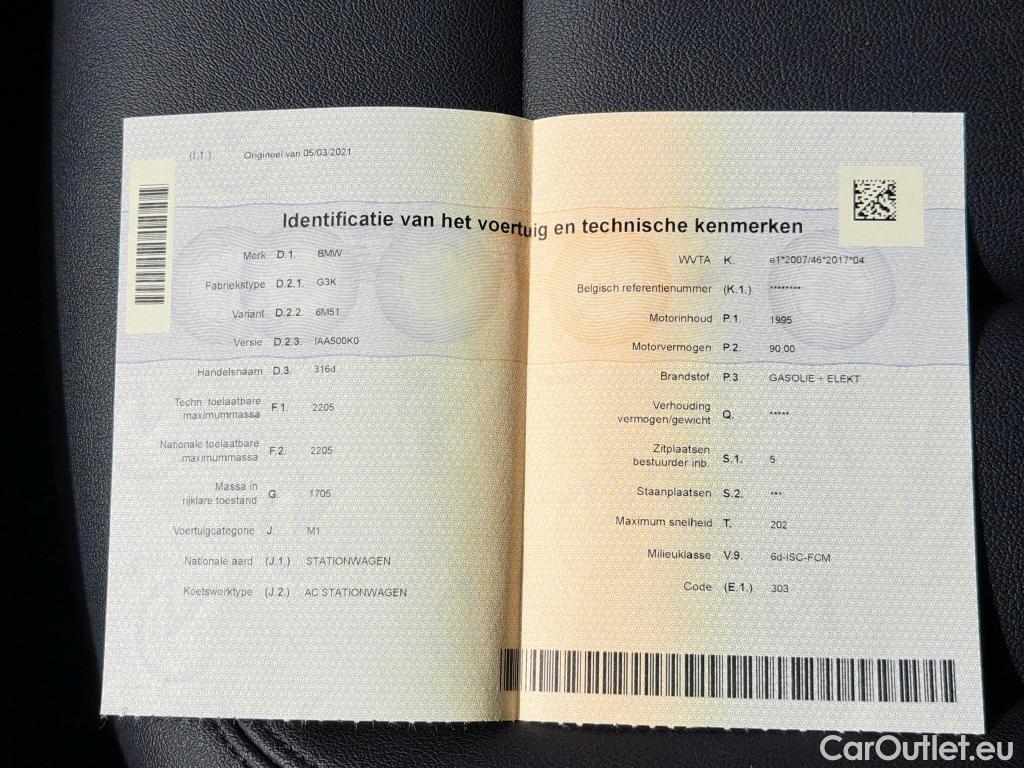 (I.1.) Origineel van 05/03/2021
Identificatie van het voertuig en technische kenmerken
Merk D.1. BMW
Fabriekstype D.2.1. G3K
Variant D.2.2. 6M51
Versie D.2.3. IAA500K0
Handelsnaam D.3. 316d
Techn. toelaatbare
maximummassa F.1. 2205
Nationale toelaatbare
maximummassa F.2. 2205
Massa in
rijklare toestand G. 1705
Voertuigcategorie J. M1
Nationale aard (J.1.) STATIONWAGEN
Koetswerktype (J.2.) AC STATIONWAGEN
WVTA K. e1*2007/46*2017*04
Belgisch referentienummer (K.1.) ********
Motorinhoud P.1. 1995
Motorvermogen P.2. 90,00
Brandstof P.3. GASOLIE + ELEKT
Verhouding
vermogen/gewicht Q. *****
Zitplaatsen
bestuurder inb. S.1. 5
Staanplaatsen S.2. ***
Maximum snelheid T. 202
Milieuklasse V.9. 6d-ISC-FCM
Code (E.1.) 303
CarOutlet.eu